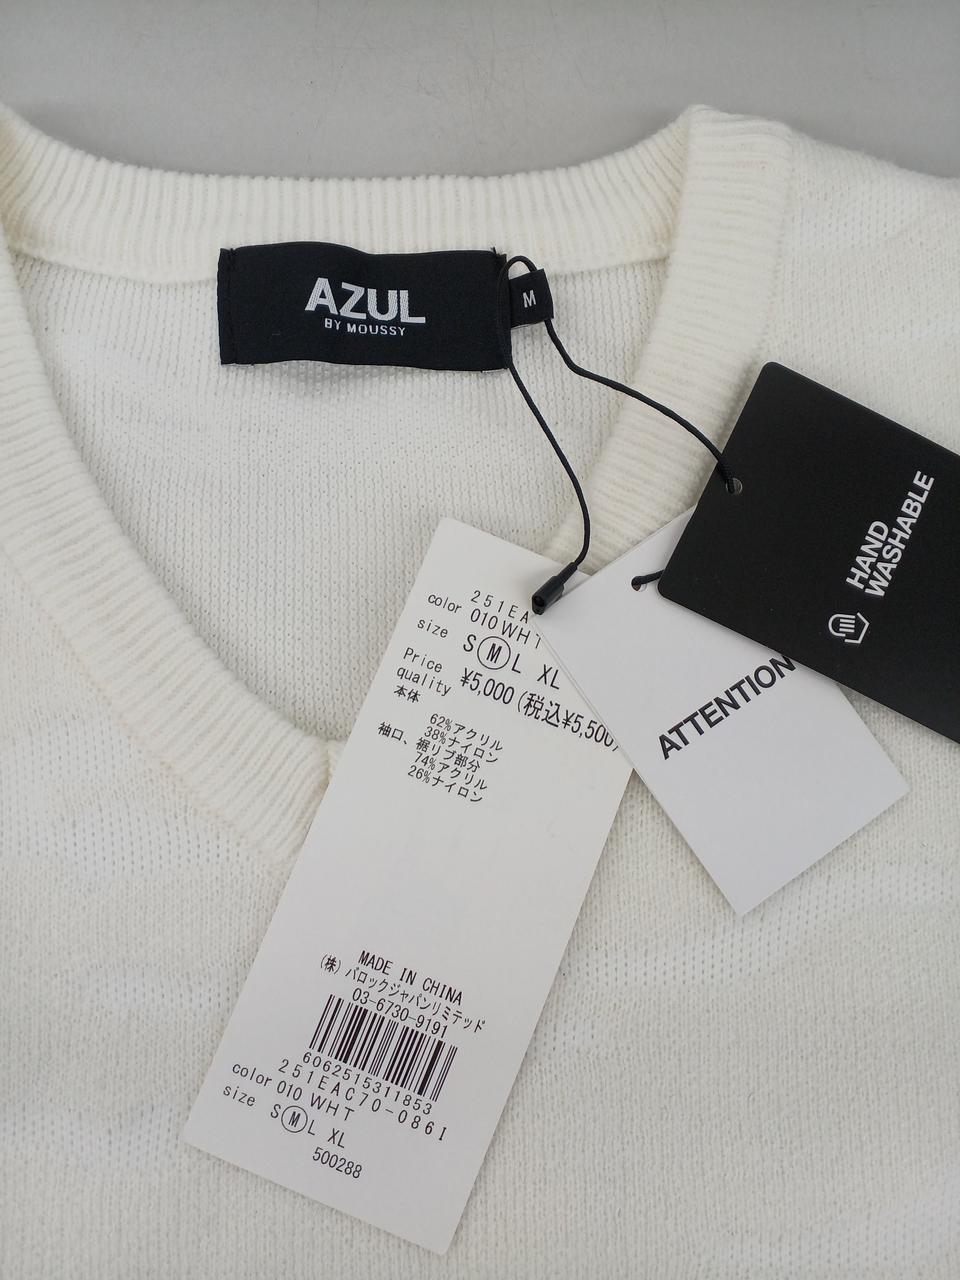 AZUL
BY MOUSSY
M
HAND
WASHABLE
ATTENTION
251EA
color 010 WHT
size S M L XL
Price ¥5,000 (税込¥5,500)
quality
本体
62%アクリル
38%ナイロン
袖口、裾リブ部分
74%アクリル
26%ナイロン
MADE IN CHINA
(株)バロックジャパンリミテッド
03-6730-9191
6062515311853
251EAC70-086I
color 010 WHT
size S M L XL
500288